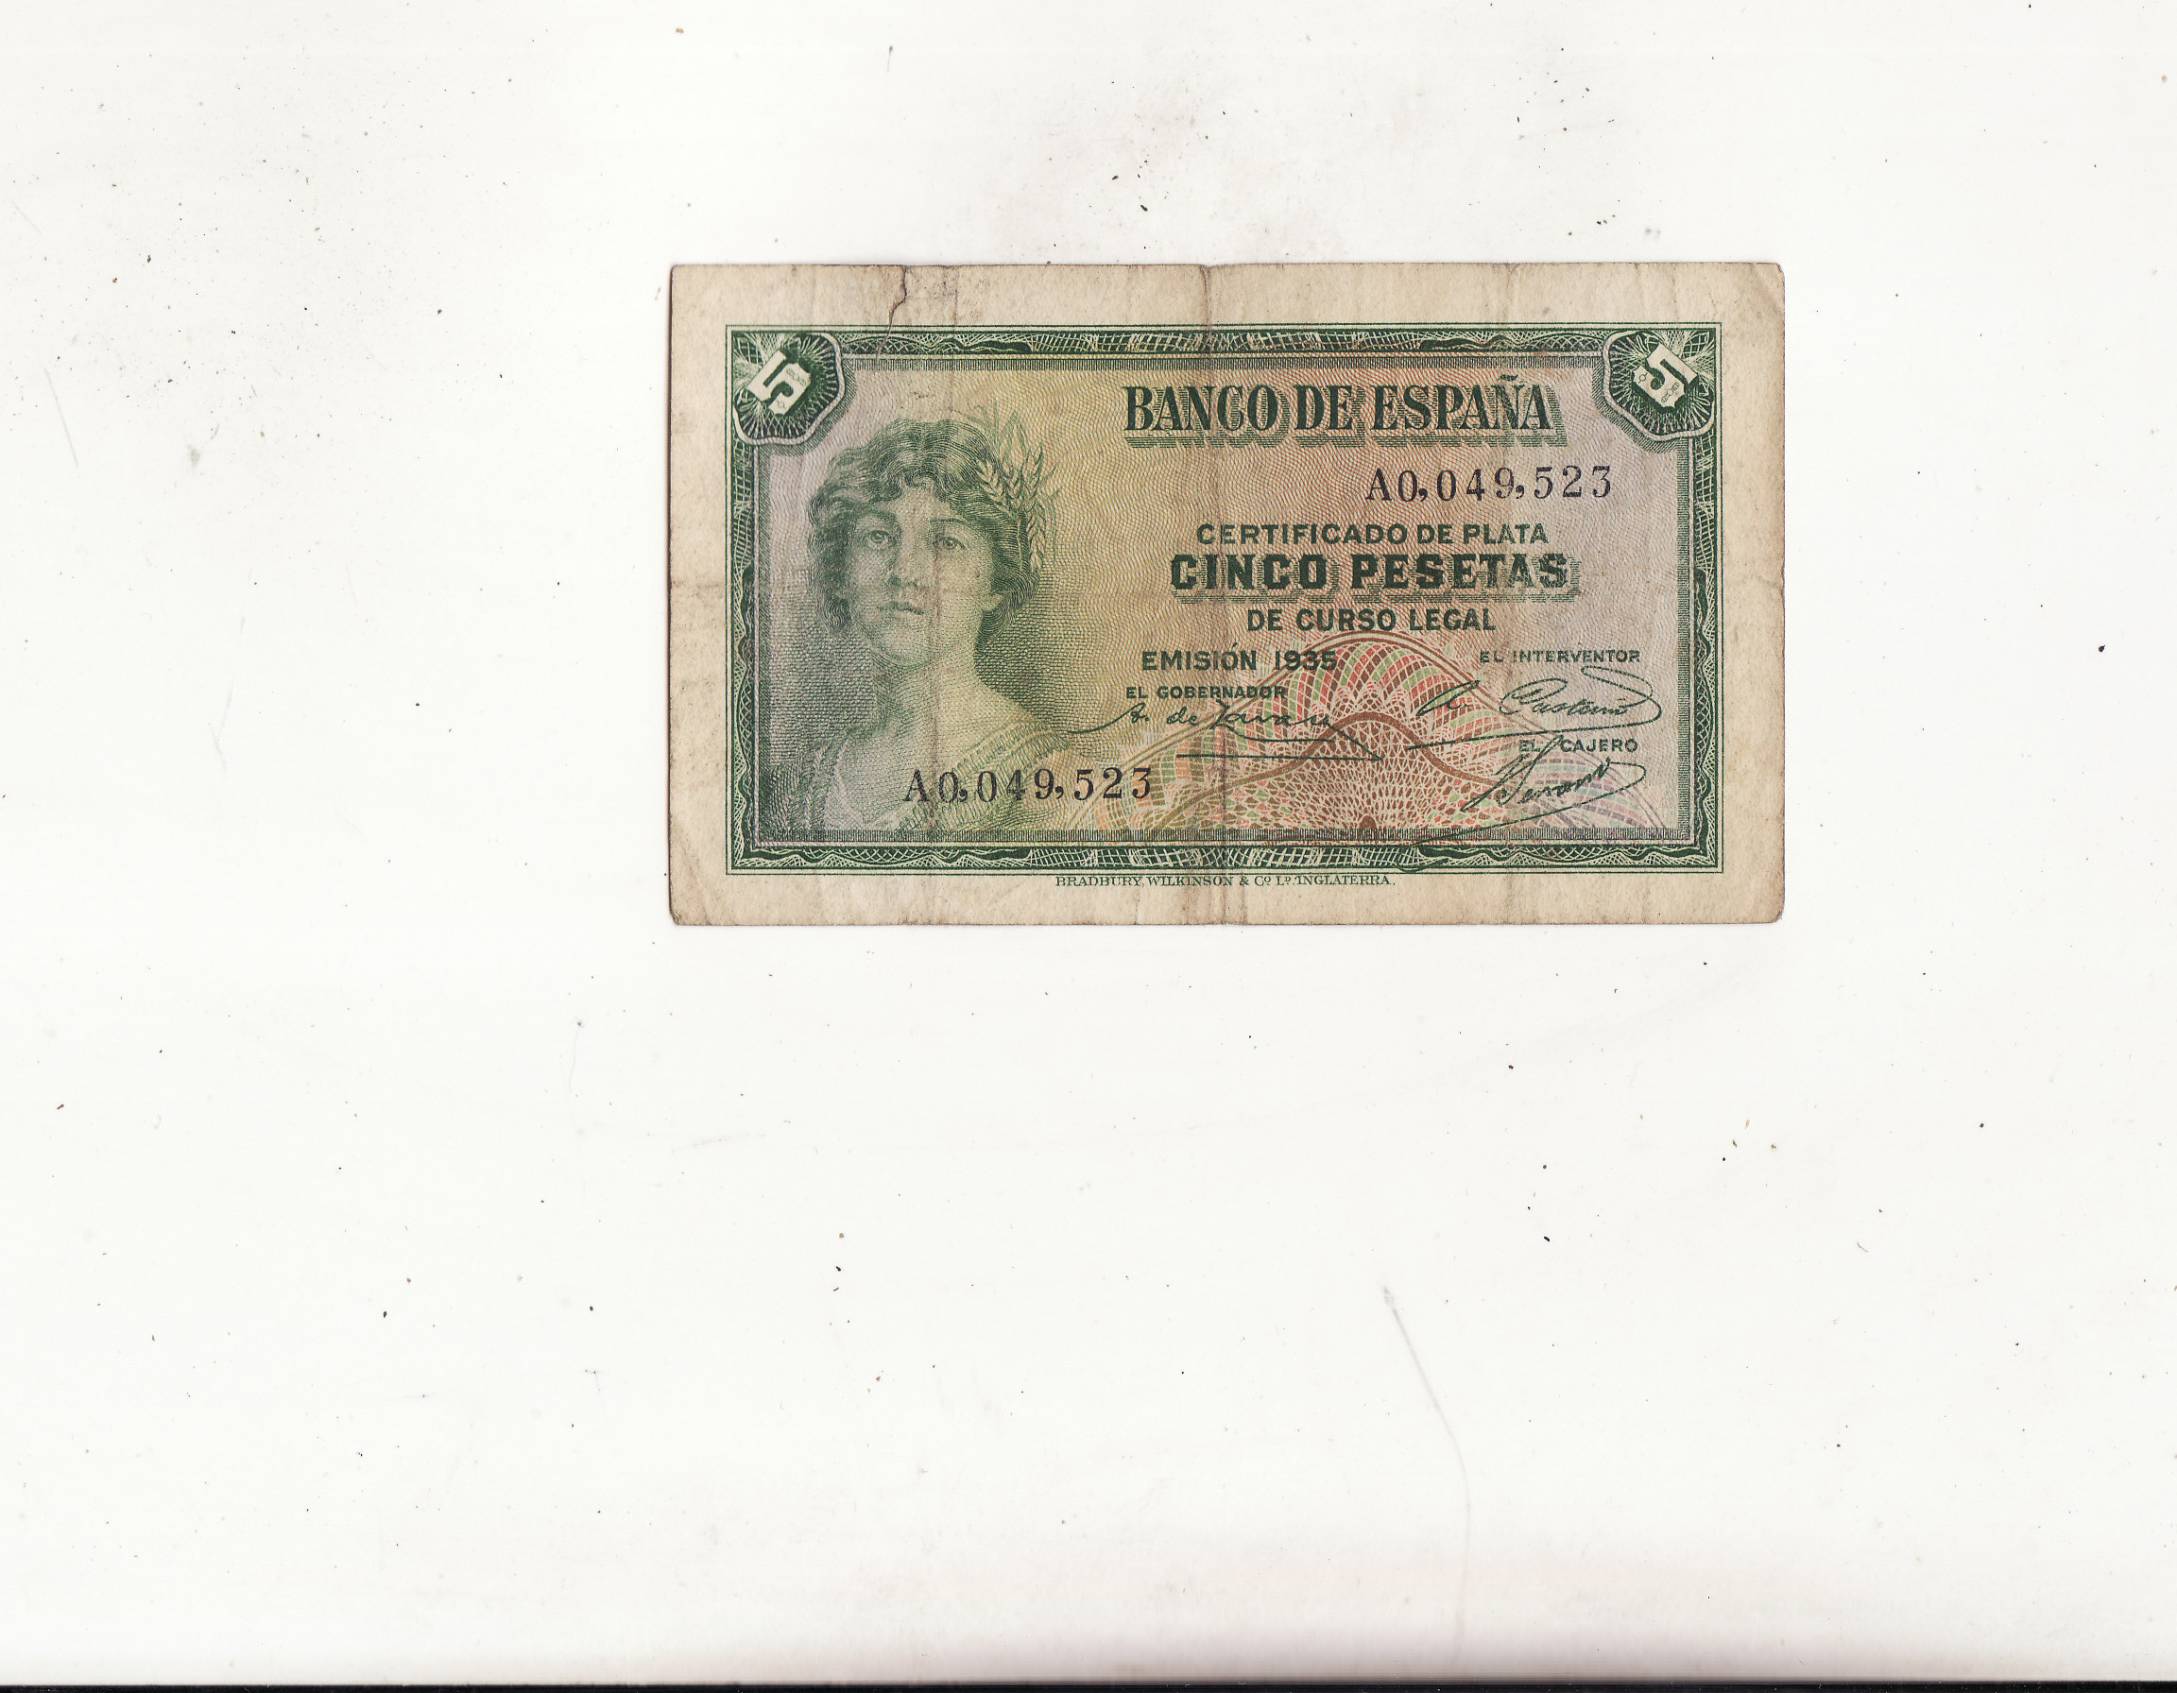 5
5
BANCO DE ESPAÑA
A0,049,523
CERTIFICADO DE PLATA
CINCO PESETAS
DE CURSO LEGAL
EMISIÓN 1935
EL INTERVENTOR
EL GOBERNADOR
EL CAJERO
A0,049,523
BRADBURY, WILKINSON & Cº Lº INGLATERRA.